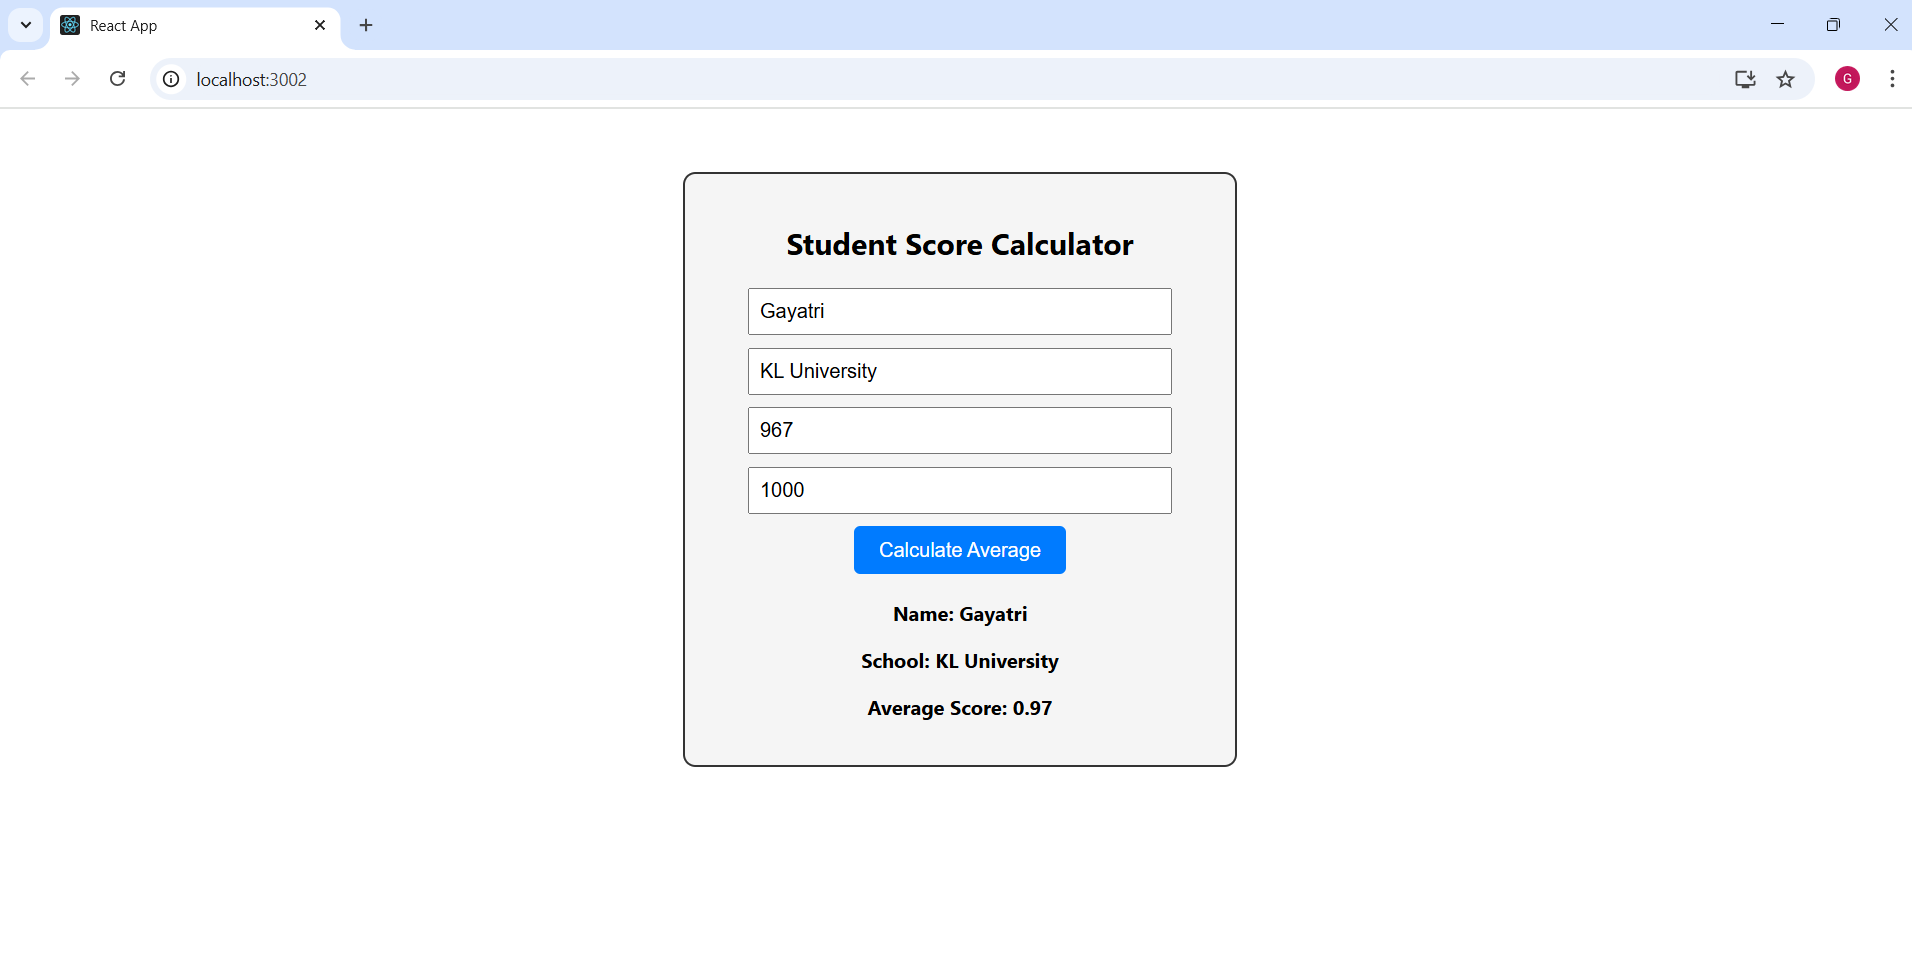 React App
localhost:3002
G
Student Score Calculator
Gayatri
KL University
967
1000
Calculate Average
Name: Gayatri
School: KL University
Average Score: 0.97